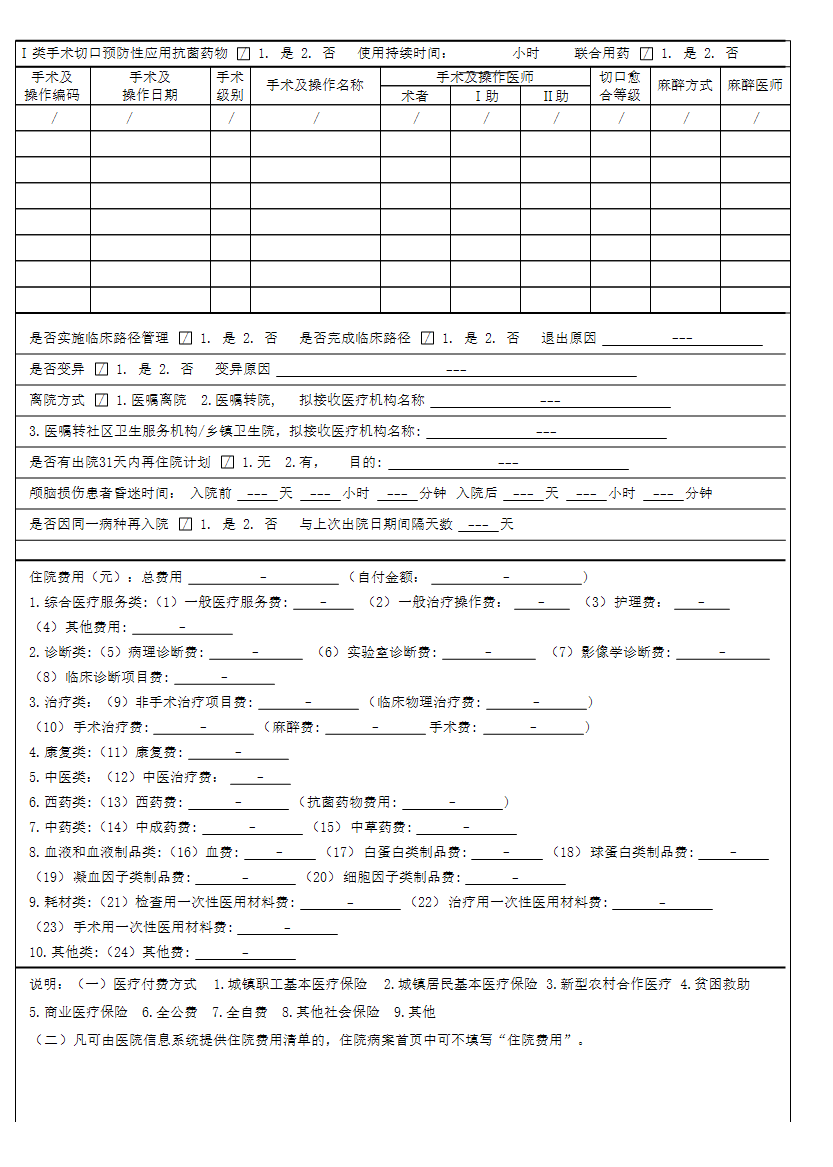 Ⅰ类手术切口预防性应用抗菌药物 / 1. 是 2. 否 使用持续时间: 小时 联合用药 / 1. 是 2. 否
手术及操作编码 手术及操作日期 手术级别 手术及操作名称 手术及操作医师 切口愈合等级 麻醉方式 麻醉医师
术者 Ⅰ助 Ⅱ助
/ / / / / / / / / /
是否实施临床路径管理 / 1. 是 2. 否 是否完成临床路径 / 1. 是 2. 否 退出原因 ---
是否变异 / 1. 是 2. 否 变异原因 ---
离院方式 / 1.医嘱离院 2.医嘱转院, 拟接收医疗机构名称 ---
3.医嘱转社区卫生服务机构/乡镇卫生院,拟接收医疗机构名称: ---
是否有出院31天内再住院计划 / 1.无 2.有, 目的: ---
颅脑损伤患者昏迷时间: 入院前 --- 天 --- 小时 --- 分钟 入院后 --- 天 --- 小时 --- 分钟
是否因同一病种再入院 / 1. 是 2. 否 与上次出院日期间隔天数 --- 天
住院费用(元): 总费用 - (自付金额: - )
1.综合医疗服务类:(1)一般医疗服务费: - (2)一般治疗操作费: - (3)护理费: -
(4)其他费用: -
2.诊断类:(5)病理诊断费: - (6)实验室诊断费: - (7)影像学诊断费: -
(8)临床诊断项目费: -
3.治疗类: (9)非手术治疗项目费: - (临床物理治疗费: - )
(10)手术治疗费: - (麻醉费: - 手术费: - )
4.康复类:(11)康复费: -
5.中医类: (12)中医治疗费: -
6.西药类:(13)西药费: - (抗菌药物费用: - )
7.中药类:(14)中成药费: - (15)中草药费: -
8.血液和血液制品类:(16)血费: - (17)白蛋白类制品费: - (18)球蛋白类制品费: -
(19)凝血因子类制品费: - (20)细胞因子类制品费: -
9.耗材类:(21)检查用一次性医用材料费: - (22)治疗用一次性医用材料费: -
(23)手术用一次性医用材料费: -
10.其他类:(24)其他费: -
说明: (一)医疗付费方式 1.城镇职工基本医疗保险 2.城镇居民基本医疗保险 3.新型农村合作医疗 4.贫困救助
5.商业医疗保险 6.全公费 7.全自费 8.其他社会保险 9.其他
(二)凡可由医院信息系统提供住院费用清单的,住院病案首页中可不填写“住院费用”。